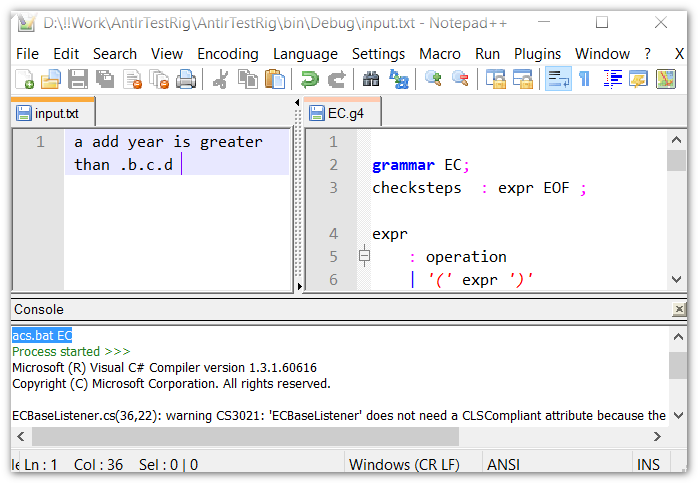 D:\!!Work\AntlrTestRig\AntlrTestRig\bin\Debug\input.txt - Notepad++
File Edit Search View Encoding Language Settings Macro Run Plugins Window ? X
input.txt
EC.g4
1 a add year is greater
than .b.c.d
1
2 grammar EC;
3 checksteps : expr EOF ;
4 expr
5 : operation
6 | '(' expr ')'
Console
acs.bat EC
Process started >>>
Microsoft (R) Visual C# Compiler version 1.3.1.60616
Copyright (C) Microsoft Corporation. All rights reserved.
ECBaseListener.cs(36,22): warning CS3021: 'ECBaseListener' does not need a CLSCompliant attribute because the
Ln : 1 Col : 36 Sel : 0 | 0 Windows (CR LF) ANSI INS